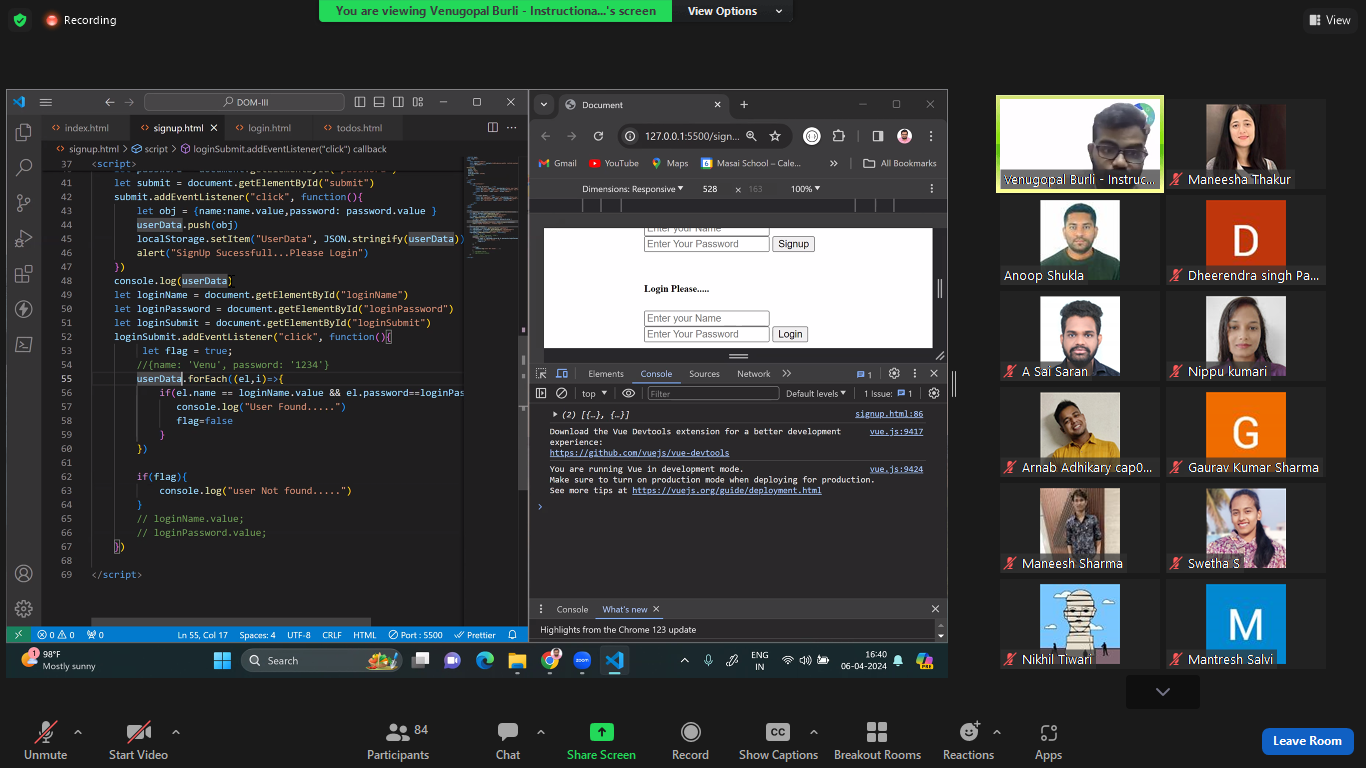 Recording
You are viewing Venugopal Burli - Instructiona...'s screen
View Options
View
DOM-III
index.html
signup.html
login.html
todos.html
signup.html > script > loginSubmit.addEventListener("click") callback
37 <script>
41 let submit = document.getElementById("submit")
42 submit.addEventListener("click", function(){
43 let obj = {name:name.value,password: password.value }
44 userData.push(obj)
45 localStorage.setItem("UserData", JSON.stringify(userData))
46 alert("SignUp Sucessfull...Please Login")
47 })
48 console.log(userData)
49 let loginName = document.getElementById("loginName")
50 let loginPassword = document.getElementById("loginPassword")
51 let loginSubmit = document.getElementById("loginSubmit")
52 loginSubmit.addEventListener("click", function(){
53 let flag = true;
54 //{name: 'Venu', password: '1234'}
55 userData.forEach((el,i)=>{
56 if(el.name == loginName.value && el.password==loginPas
57 console.log("User Found.....")
58 flag=false
59 }
60 })
61
62 if(flag){
63 console.log("user Not found.....")
64 }
65 // loginName.value;
66 // loginPassword.value;
67 })
68
69 </script>
0 0 0
Ln 55, Col 17 Spaces: 4 UTF-8 CRLF HTML Port : 5500 Prettier
Document
127.0.0.1:5500/sign...
Gmail YouTube Maps Masai School – Cale... All Bookmarks
Dimensions: Responsive 528 × 163 100%
Enter your Name
Enter Your Password Signup
Login Please.....
Enter your Name
Enter Your Password Login
Elements Console Sources Network 1
top Filter Default levels 1 Issue: 1
(2) [{…}, {…}] signup.html:86
Download the Vue Devtools extension for a better development vue.js:9417
experience:
https://github.com/vuejs/vue-devtools
You are running Vue in development mode. vue.js:9424
Make sure to turn on production mode when deploying for production.
See more tips at https://vuejs.org/guide/deployment.html
Console What's new
Highlights from the Chrome 123 update
1
98°F
Mostly sunny
Search
zoom
ENG
IN
16:40
06-04-2024
Venugopal Burli - Instruc...
Maneesha Thakur
Anoop Shukla
D
Dheerendra singh Pa...
A Sai Saran
Nippu kumari
Arnab Adhikary cap0...
G
Gaurav Kumar Sharma
Maneesh Sharma
Swetha S
Nikhil Tiwari
M
Mantresh Salvi
Unmute
Start Video
84
Participants
Chat
Share Screen
Record
CC
Show Captions
Breakout Rooms
Reactions
Apps
Leave Room